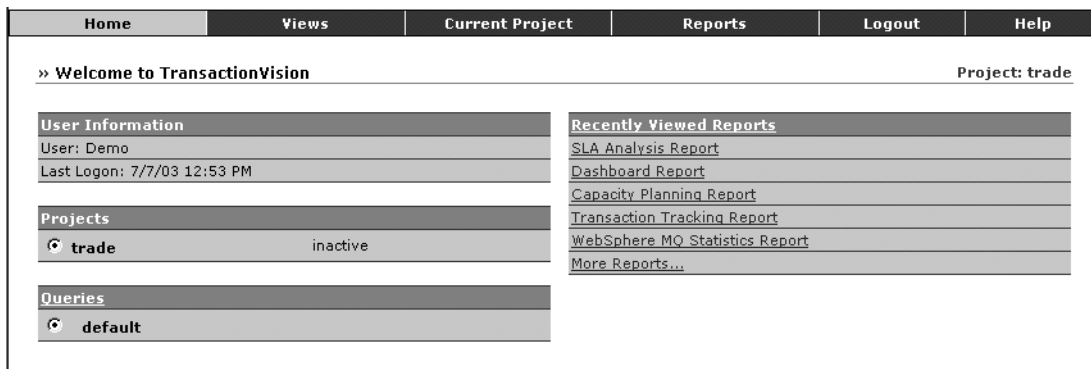 Home Views Current Project Reports Logout Help
» Welcome to TransactionVision Project: trade
User Information
User: Demo
Last Logon: 7/7/03 12:53 PM
Projects
trade inactive
Queries
default
Recently Viewed Reports
SLA Analysis Report
Dashboard Report
Capacity Planning Report
Transaction Tracking Report
WebSphere MQ Statistics Report
More Reports...